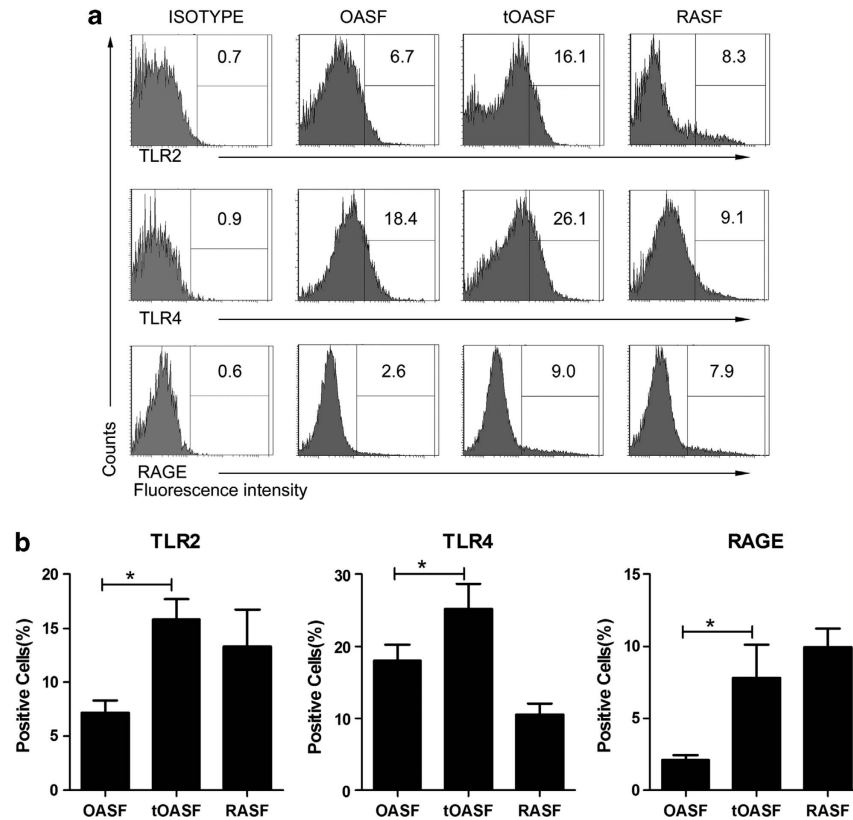 a
ISOTYPE OASF tOASF RASF
0.7 6.7 16.1 8.3
TLR2
0.9 18.4 26.1 9.1
TLR4
0.6 2.6 9.0 7.9
RAGE
Counts
Fluorescence intensity
b
TLR2
Positive Cells(%)
20
15
10
5
0
*
OASF tOASF RASF
TLR4
Positive Cells(%)
30
20
10
0
*
OASF tOASF RASF
RAGE
Positive Cells(%)
15
10
5
0
*
OASF tOASF RASF